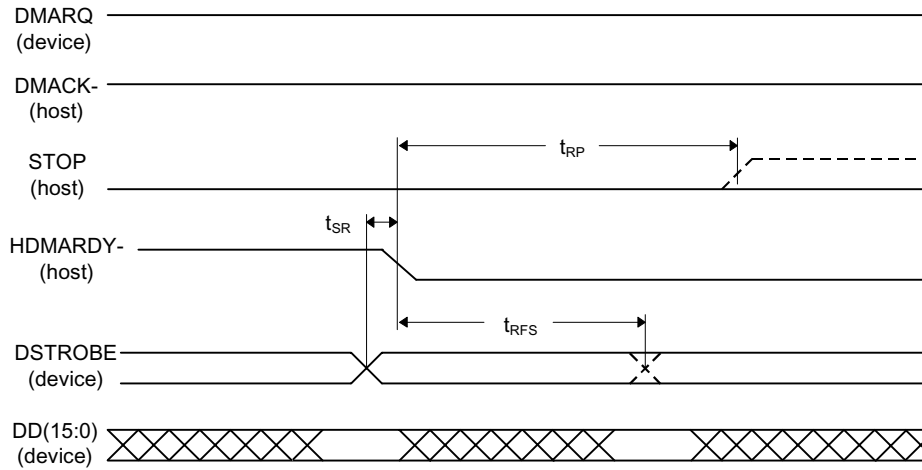 DMARQ
(device)
DMACK-
(host)
STOP
(host)
tRP
tSR
HDMARDY-
(host)
tRFS
DSTROBE
(device)
DD(15:0)
(device)